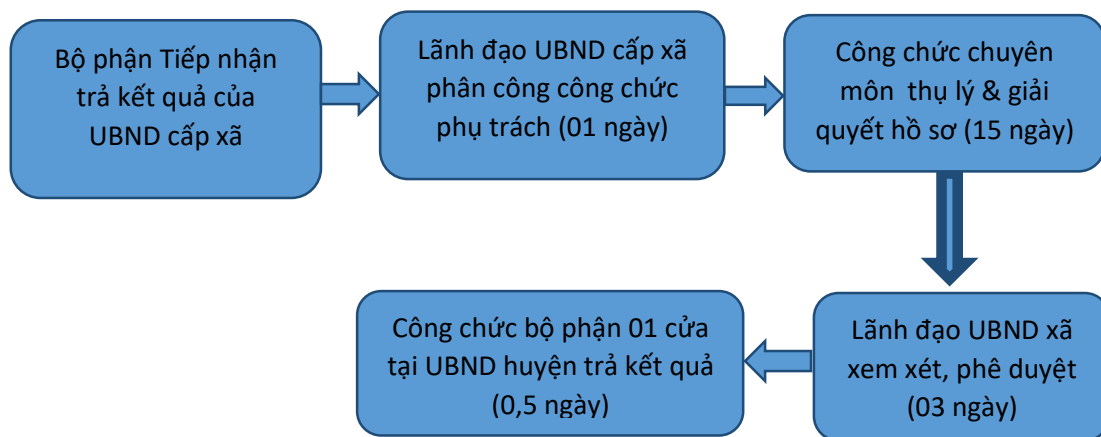 Bộ phận Tiếp nhận
trả kết quả của
UBND cấp xã
Lãnh đạo UBND cấp xã
phân công công chức
phụ trách (01 ngày)
Công chức chuyên
môn thụ lý & giải
quyết hồ sơ (15 ngày)
Lãnh đạo UBND xã
xem xét, phê duyệt
(03 ngày)
Công chức bộ phận 01 cửa
tại UBND huyện trả kết quả
(0,5 ngày)